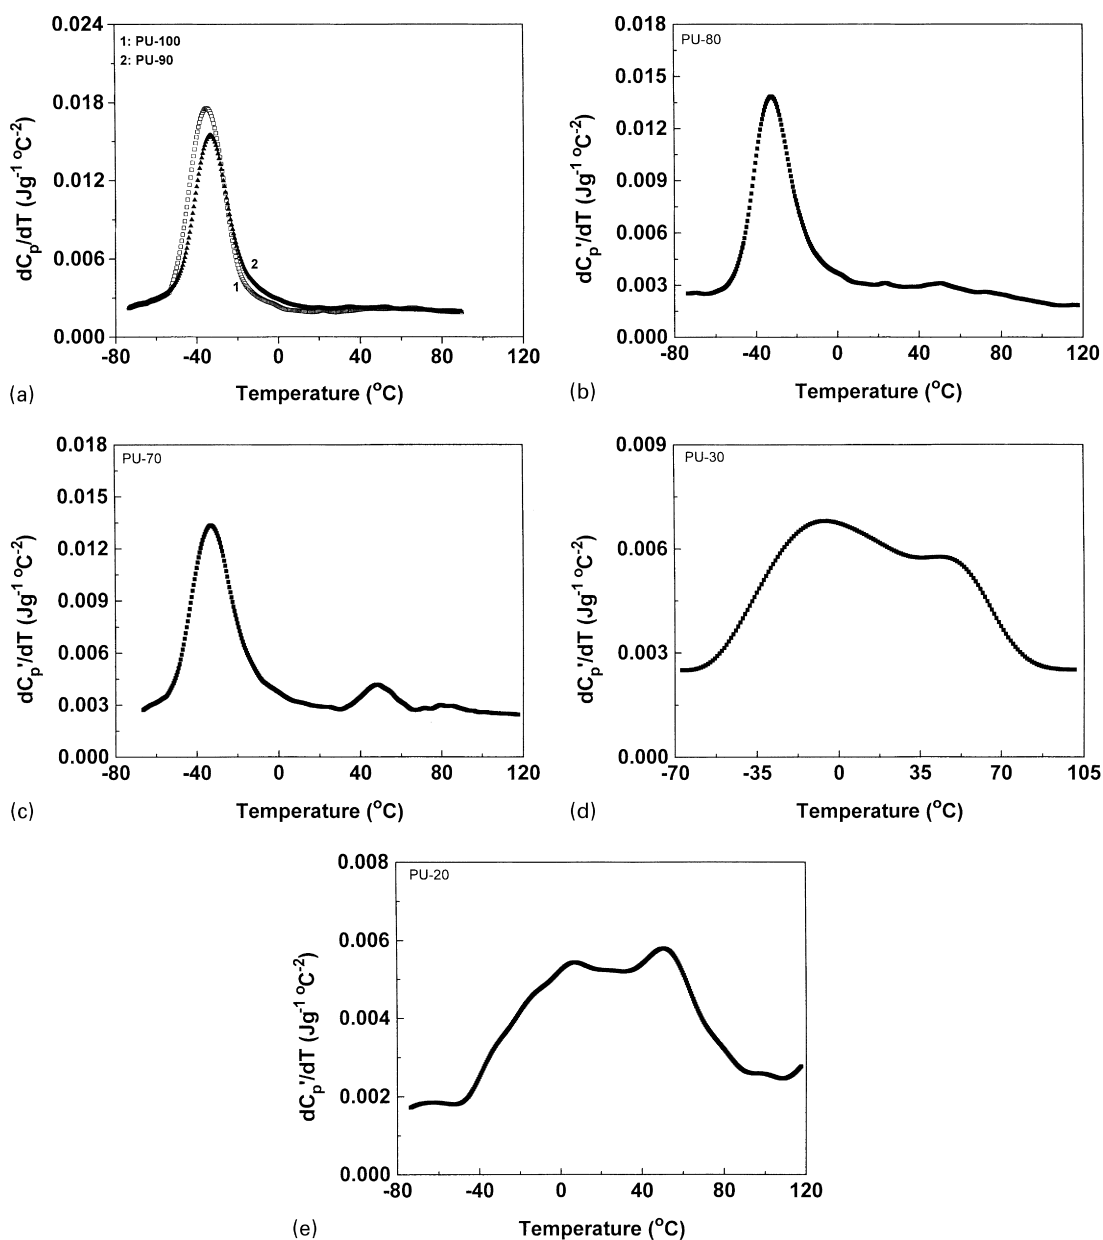 0.024
1: PU-100
2: PU-90
0.018
0.012
0.006
0.000
dCp/dT (Jg-1 oC-2)
2
1
-80 -40 0 40 80 120
Temperature (oC)
(a)
0.018
PU-80
0.015
0.012
0.009
0.006
0.003
0.000
dCp'/dT (Jg-1 oC-2)
-80 -40 0 40 80 120
Temperature (oC)
(b)
0.018
PU-70
0.015
0.012
0.009
0.006
0.003
0.000
dCp'/dT (Jg-1 oC-2)
-80 -40 0 40 80 120
Temperature (oC)
(c)
0.009
PU-30
0.006
0.003
0.000
dCp'/dT (Jg-1 oC-2)
-70 -35 0 35 70 105
Temperature (oC)
(d)
0.008
PU-20
0.006
0.004
0.002
0.000
dCp'/dT (Jg-1 oC-2)
-80 -40 0 40 80 120
Temperature (oC)
(e)